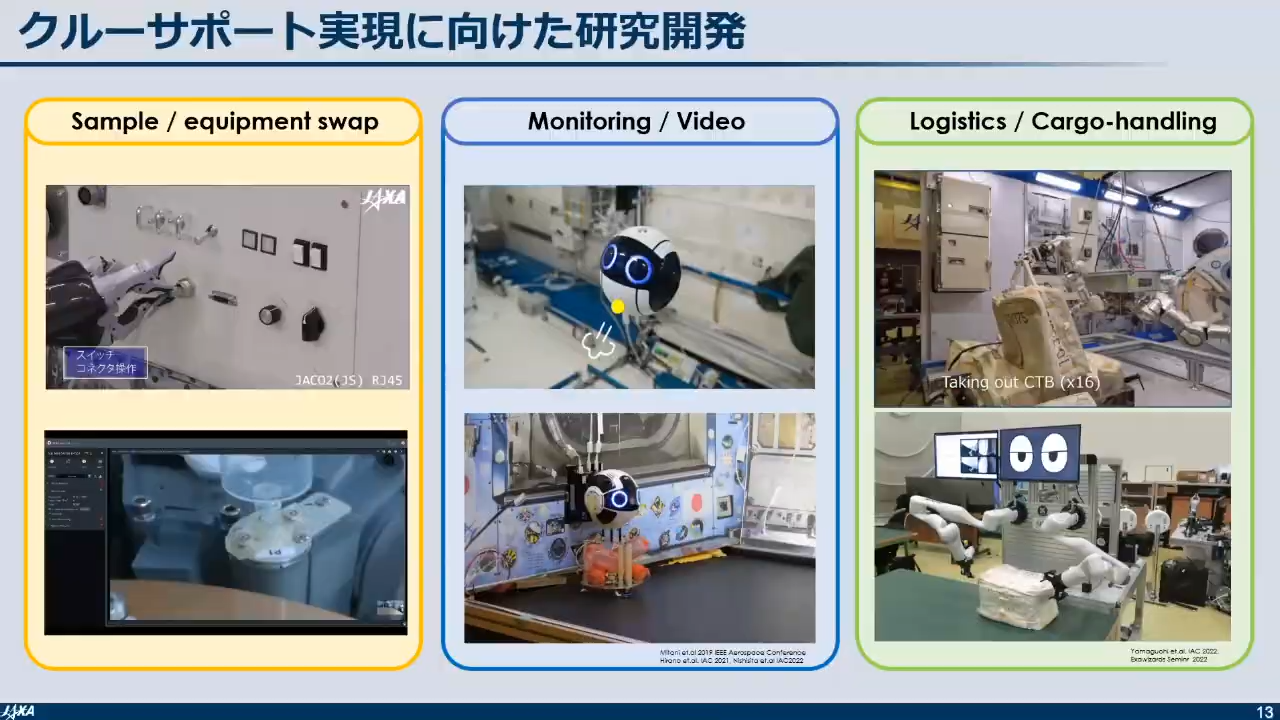 クルーサポート実現に向けた研究開発
Sample / equipment swap
JAXA
スイッチ
コネクタ操作
JACO2(JS) RJ45
Monitoring / Video
Mitani et.al 2019 IEEE Aerospace Conference
Hirano et.al. IAC 2021, Nishisita et.al IAC2022
Logistics / Cargo-handling
Taking out CTB (x16)
Yamaguchi et.al. IAC 2022,
Exawizards Seminr 2022
JAXA
13